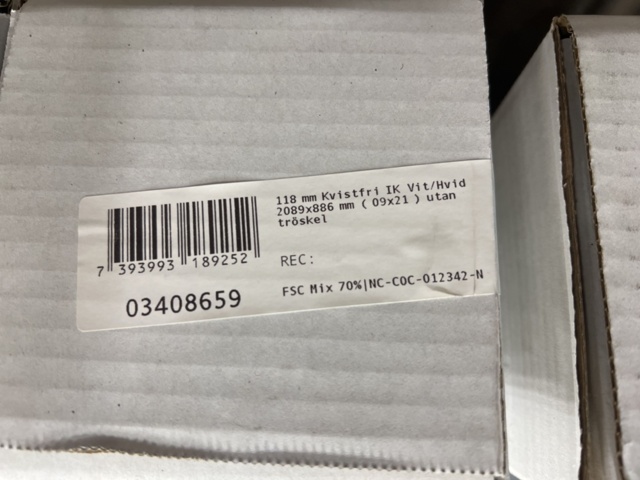 118 mm Kvistfri IK Vit/Hvid
2089x886 mm ( 09x21 ) utan
tröskel
7 393993 189252
REC:
03408659
FSC Mix 70%|NC-COC-012342-N